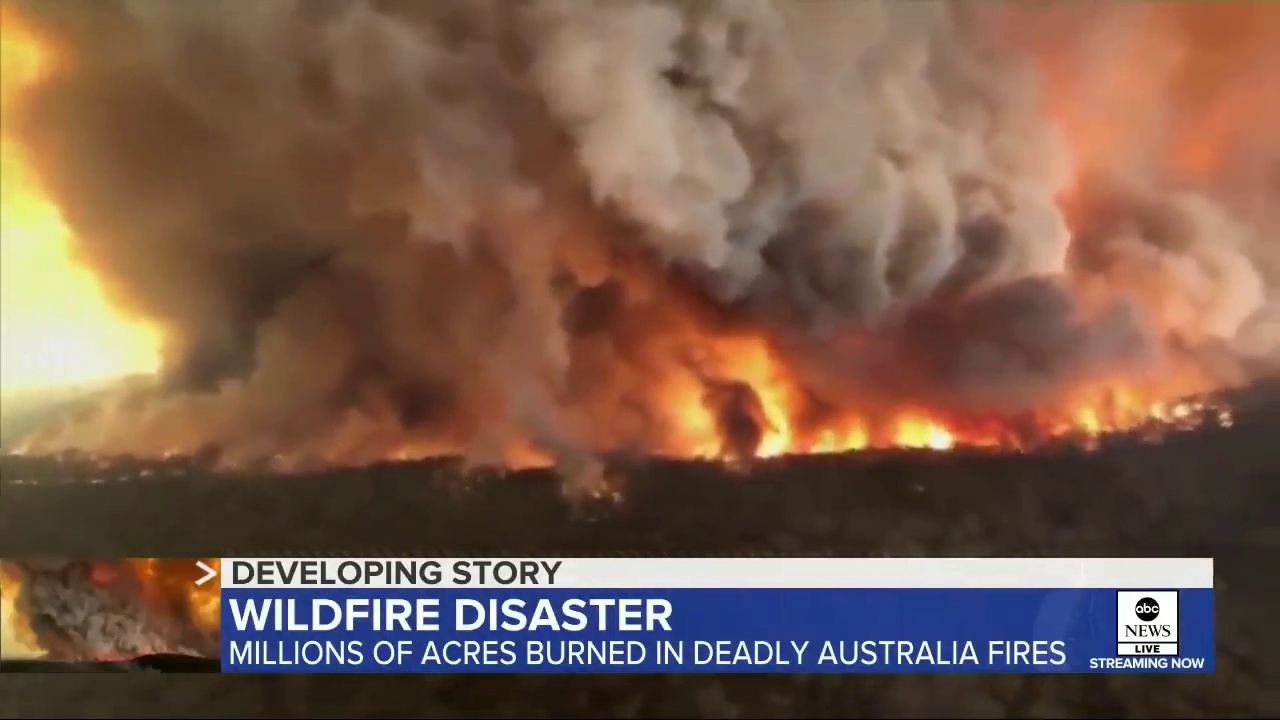 > DEVELOPING STORY
WILDFIRE DISASTER
MILLIONS OF ACRES BURNED IN DEADLY AUSTRALIA FIRES
abc
NEWS
LIVE
STREAMING NOW